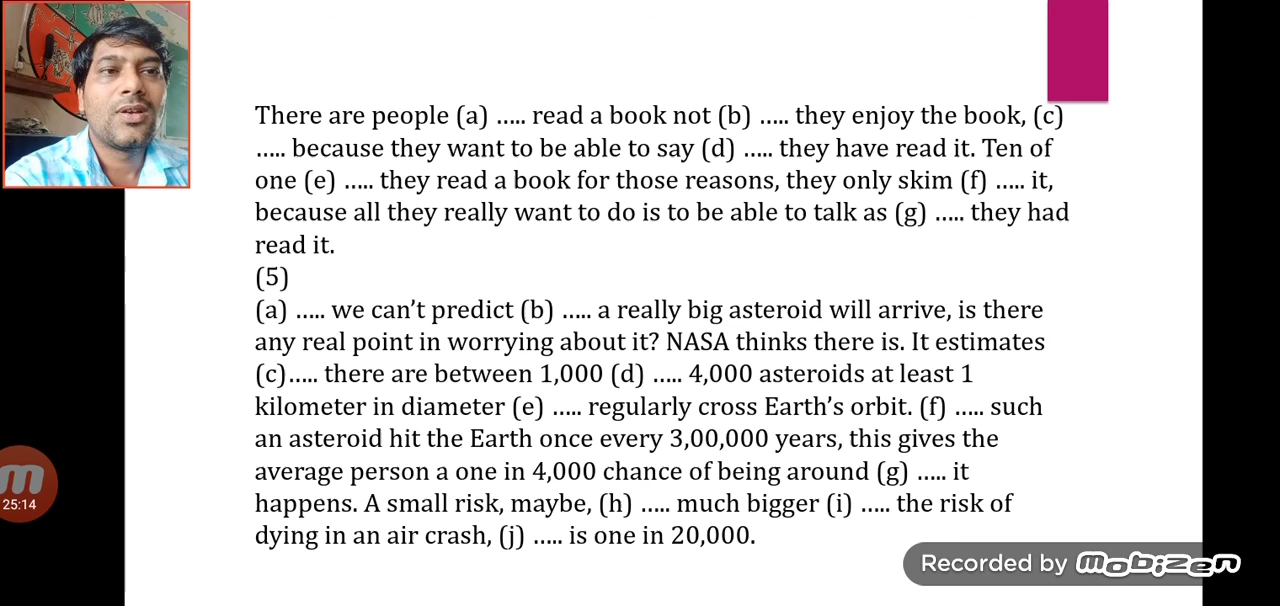 There are people (a) ..... read a book not (b) ..... they enjoy the book, (c)
..... because they want to be able to say (d) ..... they have read it. Ten of
one (e) ..... they read a book for those reasons, they only skim (f) ..... it,
because all they really want to do is to be able to talk as (g) ..... they had
read it.
(5)
(a) ..... we can’t predict (b) ..... a really big asteroid will arrive, is there
any real point in worrying about it? NASA thinks there is. It estimates
(c)..... there are between 1,000 (d) ..... 4,000 asteroids at least 1
kilometer in diameter (e) ..... regularly cross Earth’s orbit. (f) ..... such
an asteroid hit the Earth once every 3,00,000 years, this gives the
average person a one in 4,000 chance of being around (g) ..... it
happens. A small risk, maybe, (h) ..... much bigger (i) ..... the risk of
dying in an air crash, (j) ..... is one in 20,000.
25:14
Recorded by Mobizen